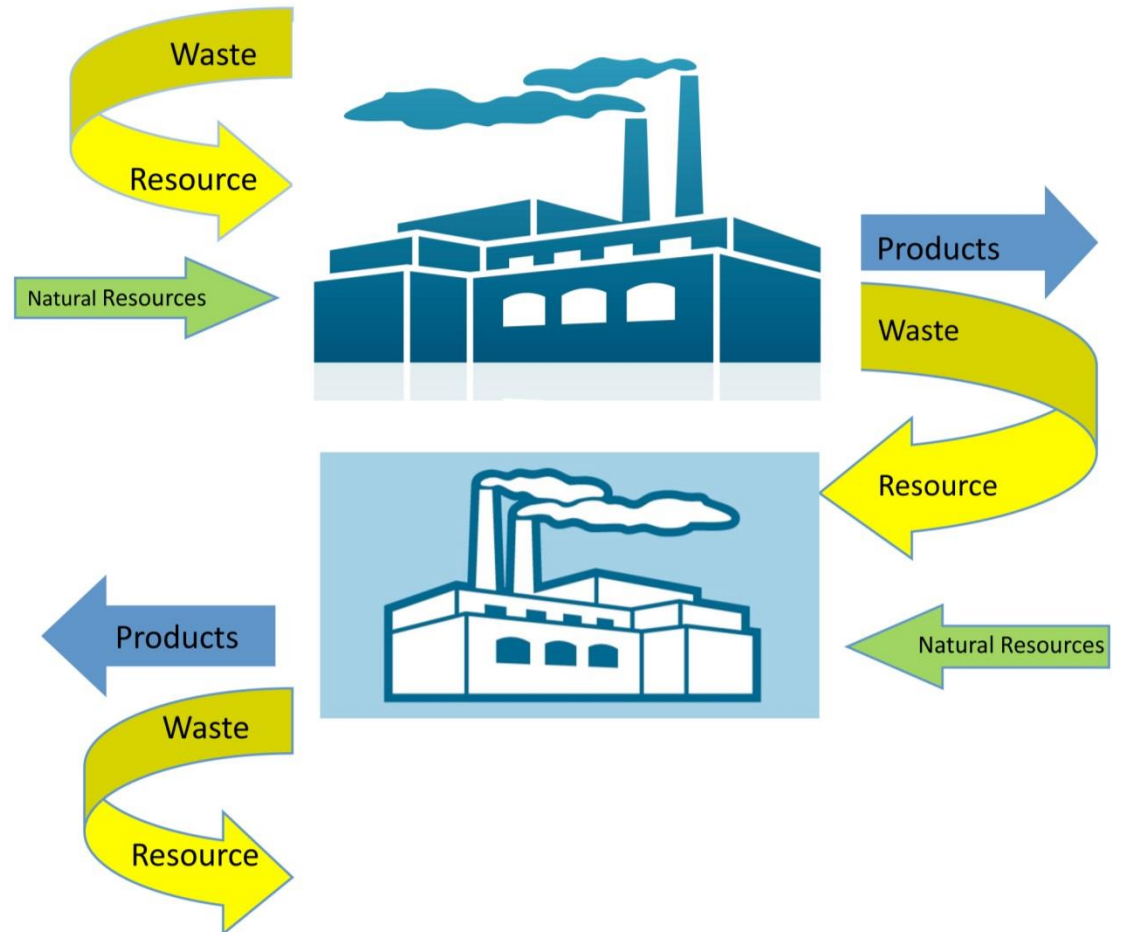 Waste
Resource
Natural Resources
Products
Waste
Resource
Natural Resources
Products
Waste
Resource